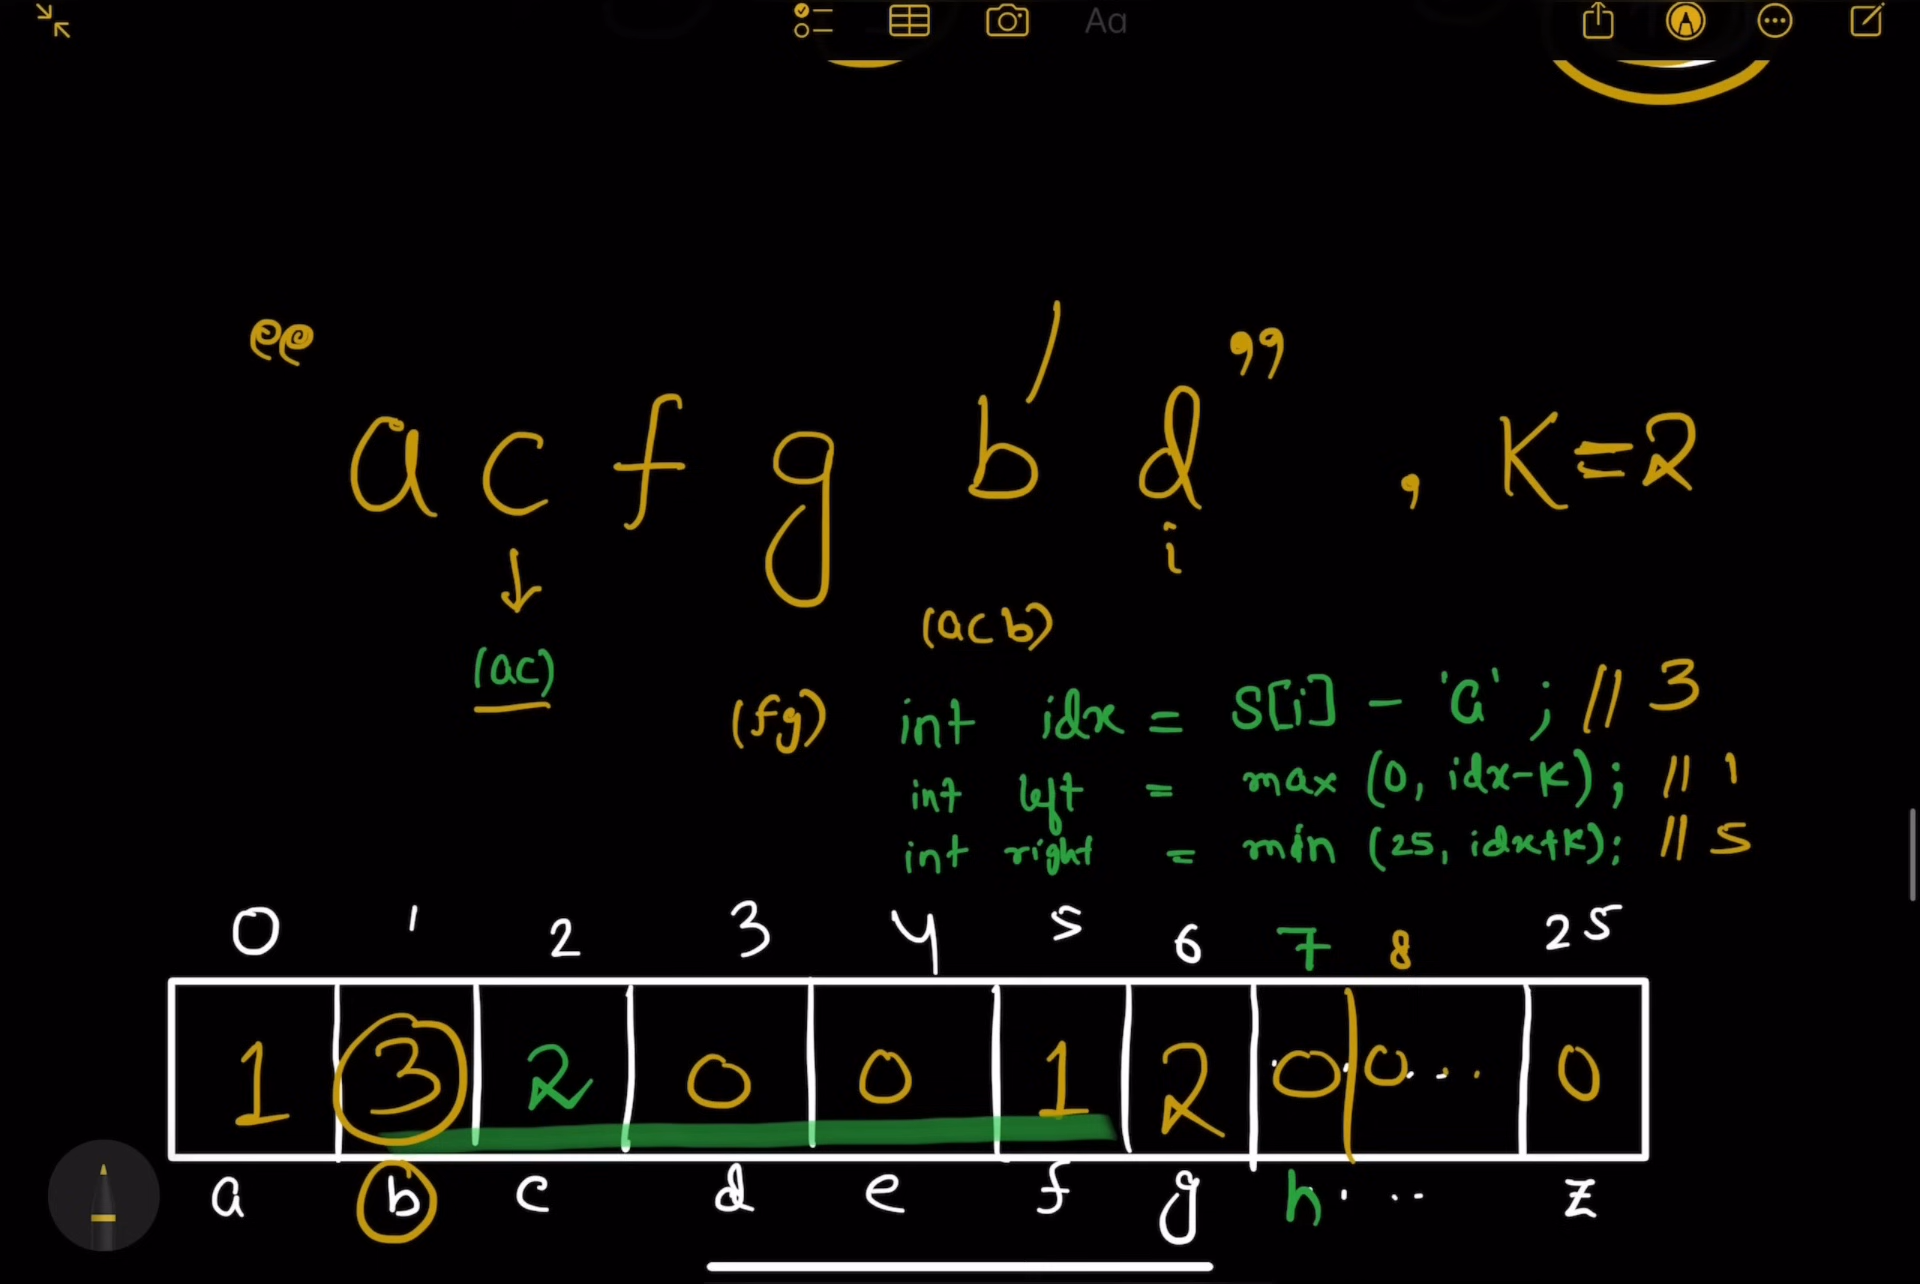 Aa
“ a c f g b d ” , K=2
i
(acb)
(ac)
(fg) int idx = S[i] - 'a' ; // 3
int left = max (0, idx-K) ; // 1
int right = min (25, idx+K); // 5
0 1 2 3 4 5 6 7 8 25
1 3 2 0 0 1 2 0 0... 0
a b c d e f g h... z